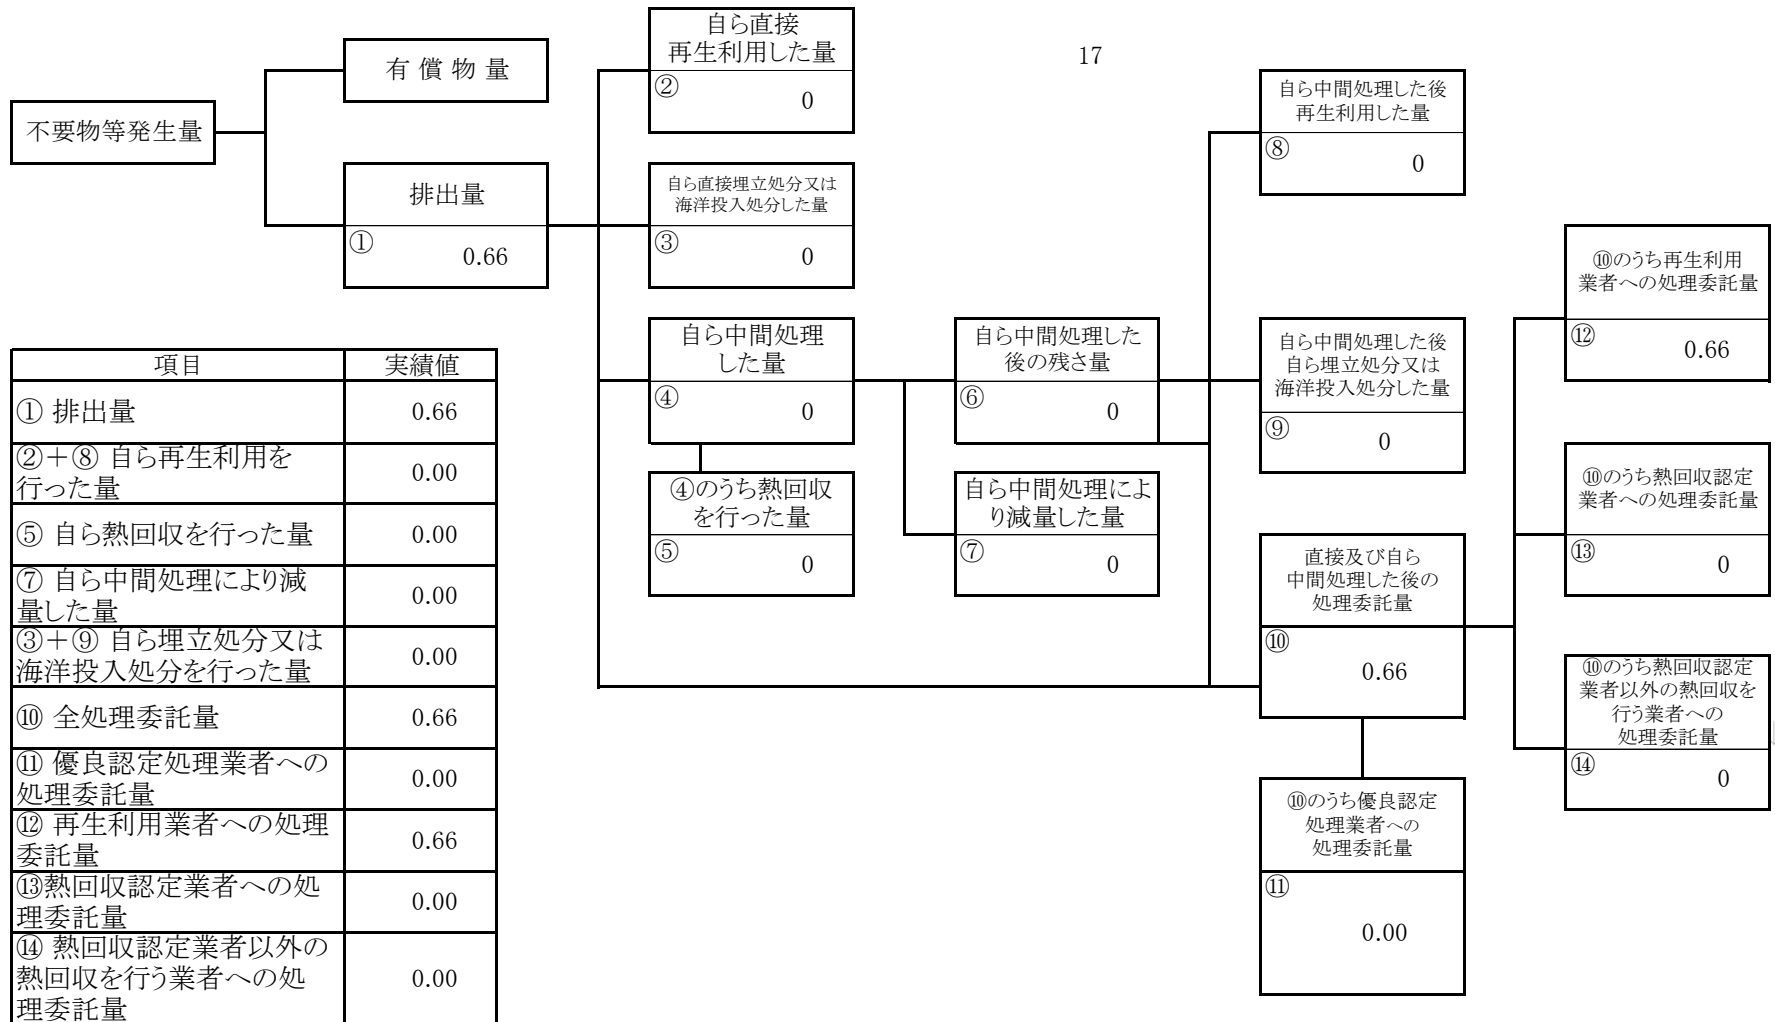 自ら直接
再生利用した量
②
0
17
有 償 物 量
不要物等発生量
自ら中間処理した後
再生利用した量
⑧
0
排出量
①
0.66
自ら直接埋立処分又は
海洋投入処分した量
③
0
⑩のうち再生利用
業者への処理委託量
⑫
0.66
自ら中間処理
した量
④
0
自ら中間処理した
後の残さ量
⑥
0
自ら中間処理した後
自ら埋立処分又は
海洋投入処分した量
⑨
0
④のうち熱回収
を行った量
⑤
0
自ら中間処理によ
り減量した量
⑦
0
⑩のうち熱回収認定
業者への処理委託量
⑬
0
直接及び自ら
中間処理した後の
処理委託量
⑩
0.66
⑩のうち熱回収認定
業者以外の熱回収を
行う業者への
処理委託量
⑭
0
⑩のうち優良認定
処理業者への
処理委託量
⑪
0.00
項目 実績値
① 排出量 0.66
②＋⑧ 自ら再生利用を
行った量 0.00
⑤ 自ら熱回収を行った量 0.00
⑦ 自ら中間処理により減
量した量 0.00
③＋⑨ 自ら埋立処分又は
海洋投入処分を行った量 0.00
⑩ 全処理委託量 0.66
⑪ 優良認定処理業者への
処理委託量 0.00
⑫ 再生利用業者への処理
委託量 0.66
⑬熱回収認定業者への処
理委託量 0.00
⑭ 熱回収認定業者以外の
熱回収を行う業者への処
理委託量 0.00